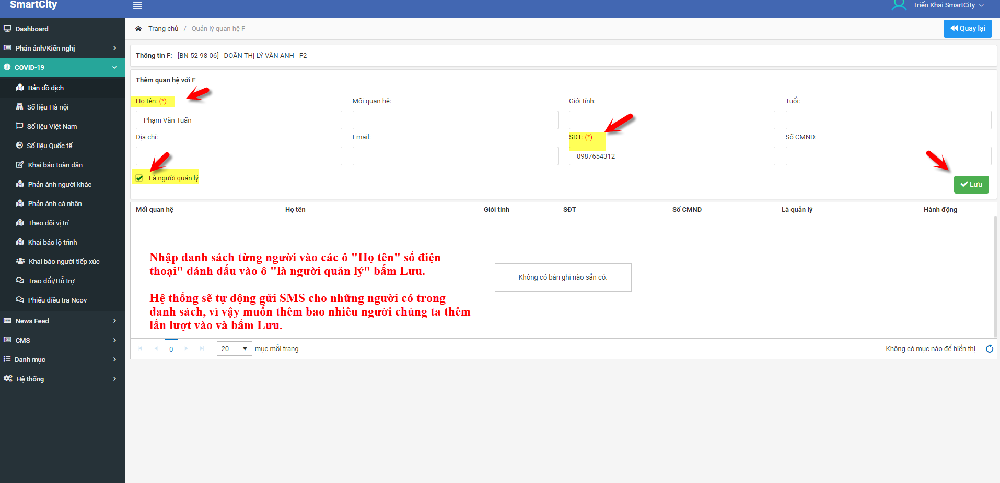 SmartCity
Triển Khai SmartCity
Dashboard
Phản ánh/Kiến nghị
COVID-19
Bản đồ dịch
Số liệu Hà nội
Số liệu Việt Nam
Số liệu Quốc tế
Khai báo toàn dân
Phản ánh người khác
Phản ánh cá nhân
Theo dõi vị trí
Khai báo lộ trình
Khai báo người tiếp xúc
Trao đổi/Hỗ trợ
Phiếu điều tra Ncov
News Feed
CMS
Danh mục
Hệ thống
Trang chủ / Quản lý quan hệ F
Quay lại
Thông tin F: [BN-52-98-06] - DOÃN THỊ LÝ VÂN ANH - F2
Thêm quan hệ với F
Họ tên: (*) Mối quan hệ: Giới tính: Tuổi:
Phạm Văn Tuấn
Địa chỉ: Email: SĐT: (*) Số CMND:
0987654312
Là người quản lý
Lưu
Mối quan hệ Họ tên Giới tính SĐT Số CMND Là quản lý Hành động
Nhập danh sách từng người vào các ô "Họ tên" số điện
thoại" đánh dấu vào ô "là người quản lý" bấm Lưu.
Không có bản ghi nào sẵn có.
Hệ thống sẽ tự động gửi SMS cho những người có trong
danh sách, vì vậy muốn thêm bao nhiêu người chúng ta thêm
lần lượt vào và bấm Lưu.
0 20 mục mỗi trang Không có mục nào để hiển thị